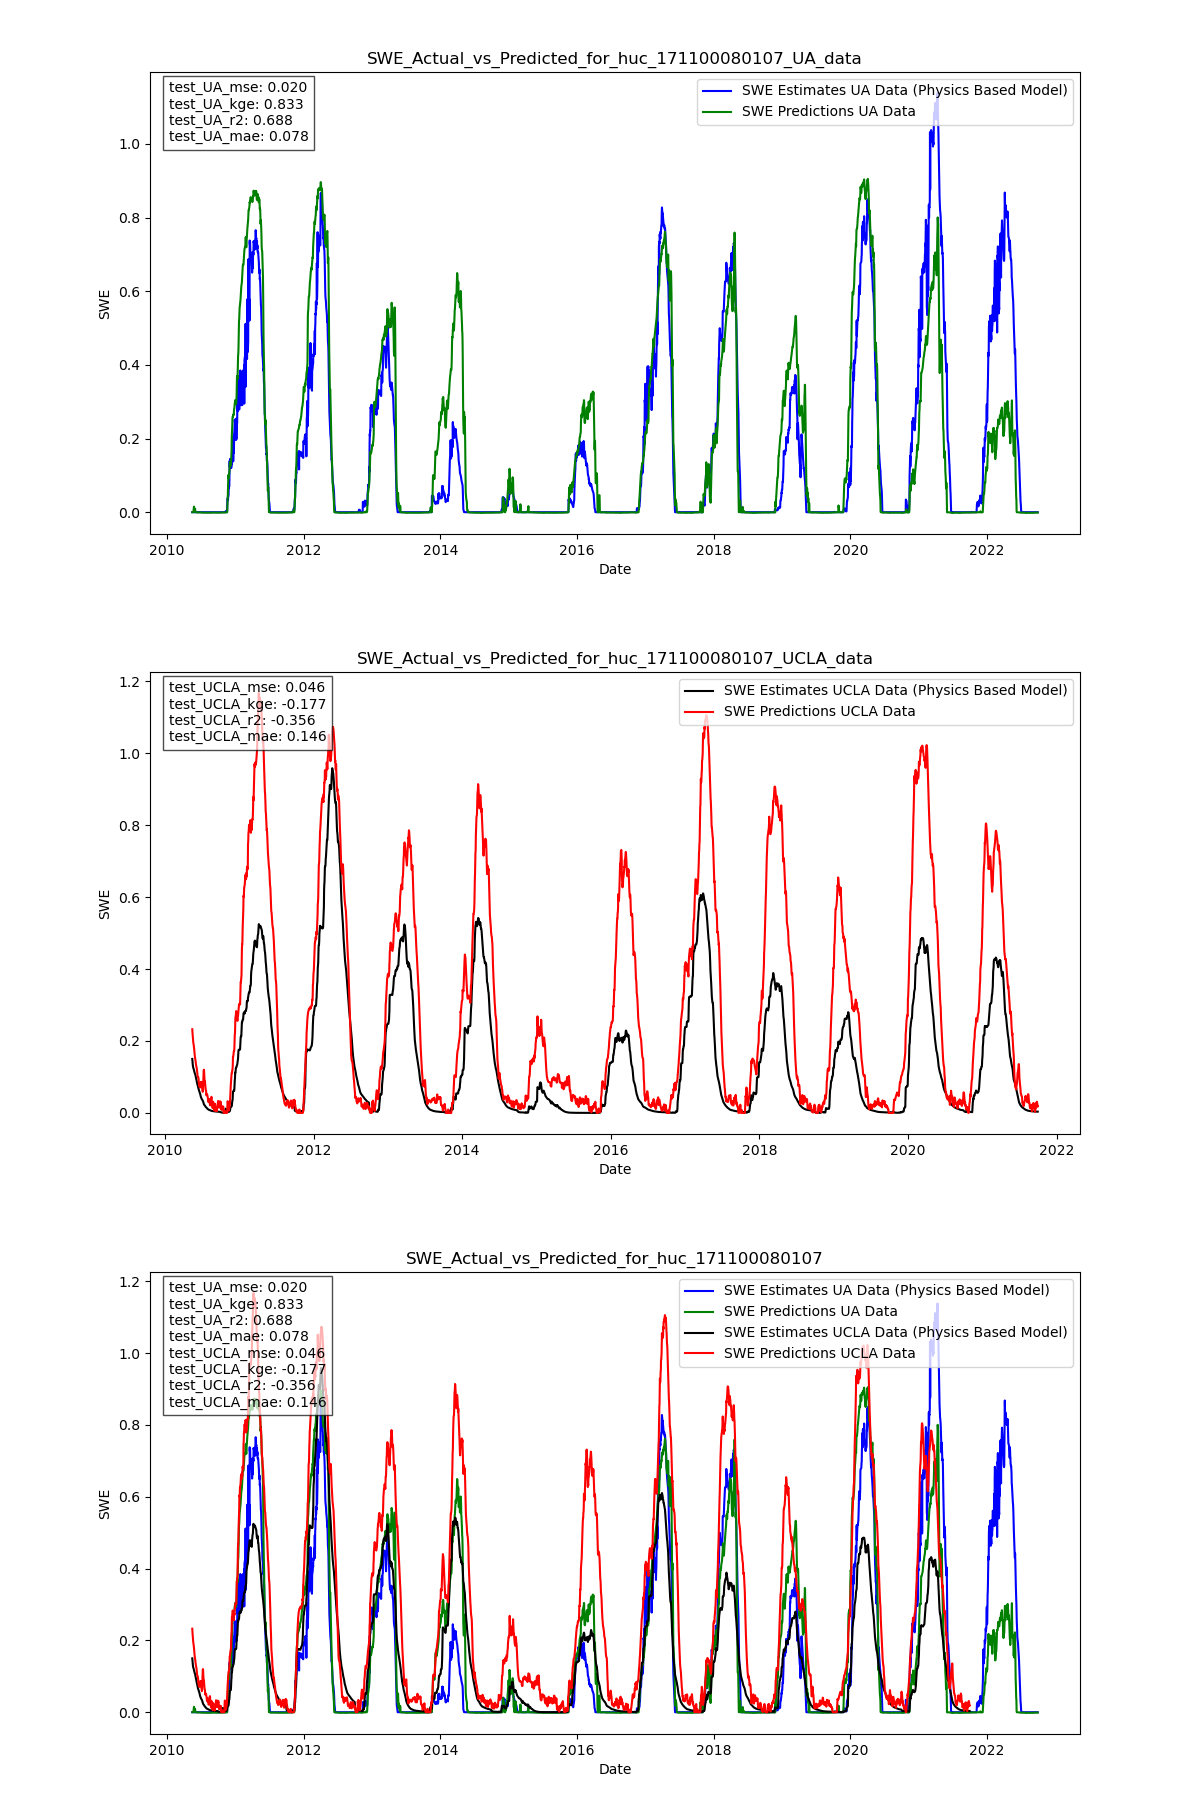 SWE_Actual_vs_Predicted_for_huc_171100080107_UA_data
test_UA_mse: 0.020
test_UA_kge: 0.833
test_UA_r2: 0.688
test_UA_mae: 0.078
SWE Estimates UA Data (Physics Based Model)
SWE Predictions UA Data
1.0
0.8
0.6
0.4
0.2
0.0
SWE
2010 2012 2014 2016 2018 2020 2022
Date
SWE_Actual_vs_Predicted_for_huc_171100080107_UCLA_data
test_UCLA_mse: 0.046
test_UCLA_kge: -0.177
test_UCLA_r2: -0.356
test_UCLA_mae: 0.146
SWE Estimates UCLA Data (Physics Based Model)
SWE Predictions UCLA Data
1.2
1.0
0.8
0.6
0.4
0.2
0.0
SWE
2010 2012 2014 2016 2018 2020 2022
Date
SWE_Actual_vs_Predicted_for_huc_171100080107
test_UA_mse: 0.020
test_UA_kge: 0.833
test_UA_r2: 0.688
test_UA_mae: 0.078
test_UCLA_mse: 0.046
test_UCLA_kge: -0.177
test_UCLA_r2: -0.356
test_UCLA_mae: 0.146
SWE Estimates UA Data (Physics Based Model)
SWE Predictions UA Data
SWE Estimates UCLA Data (Physics Based Model)
SWE Predictions UCLA Data
1.2
1.0
0.8
0.6
0.4
0.2
0.0
SWE
2010 2012 2014 2016 2018 2020 2022
Date